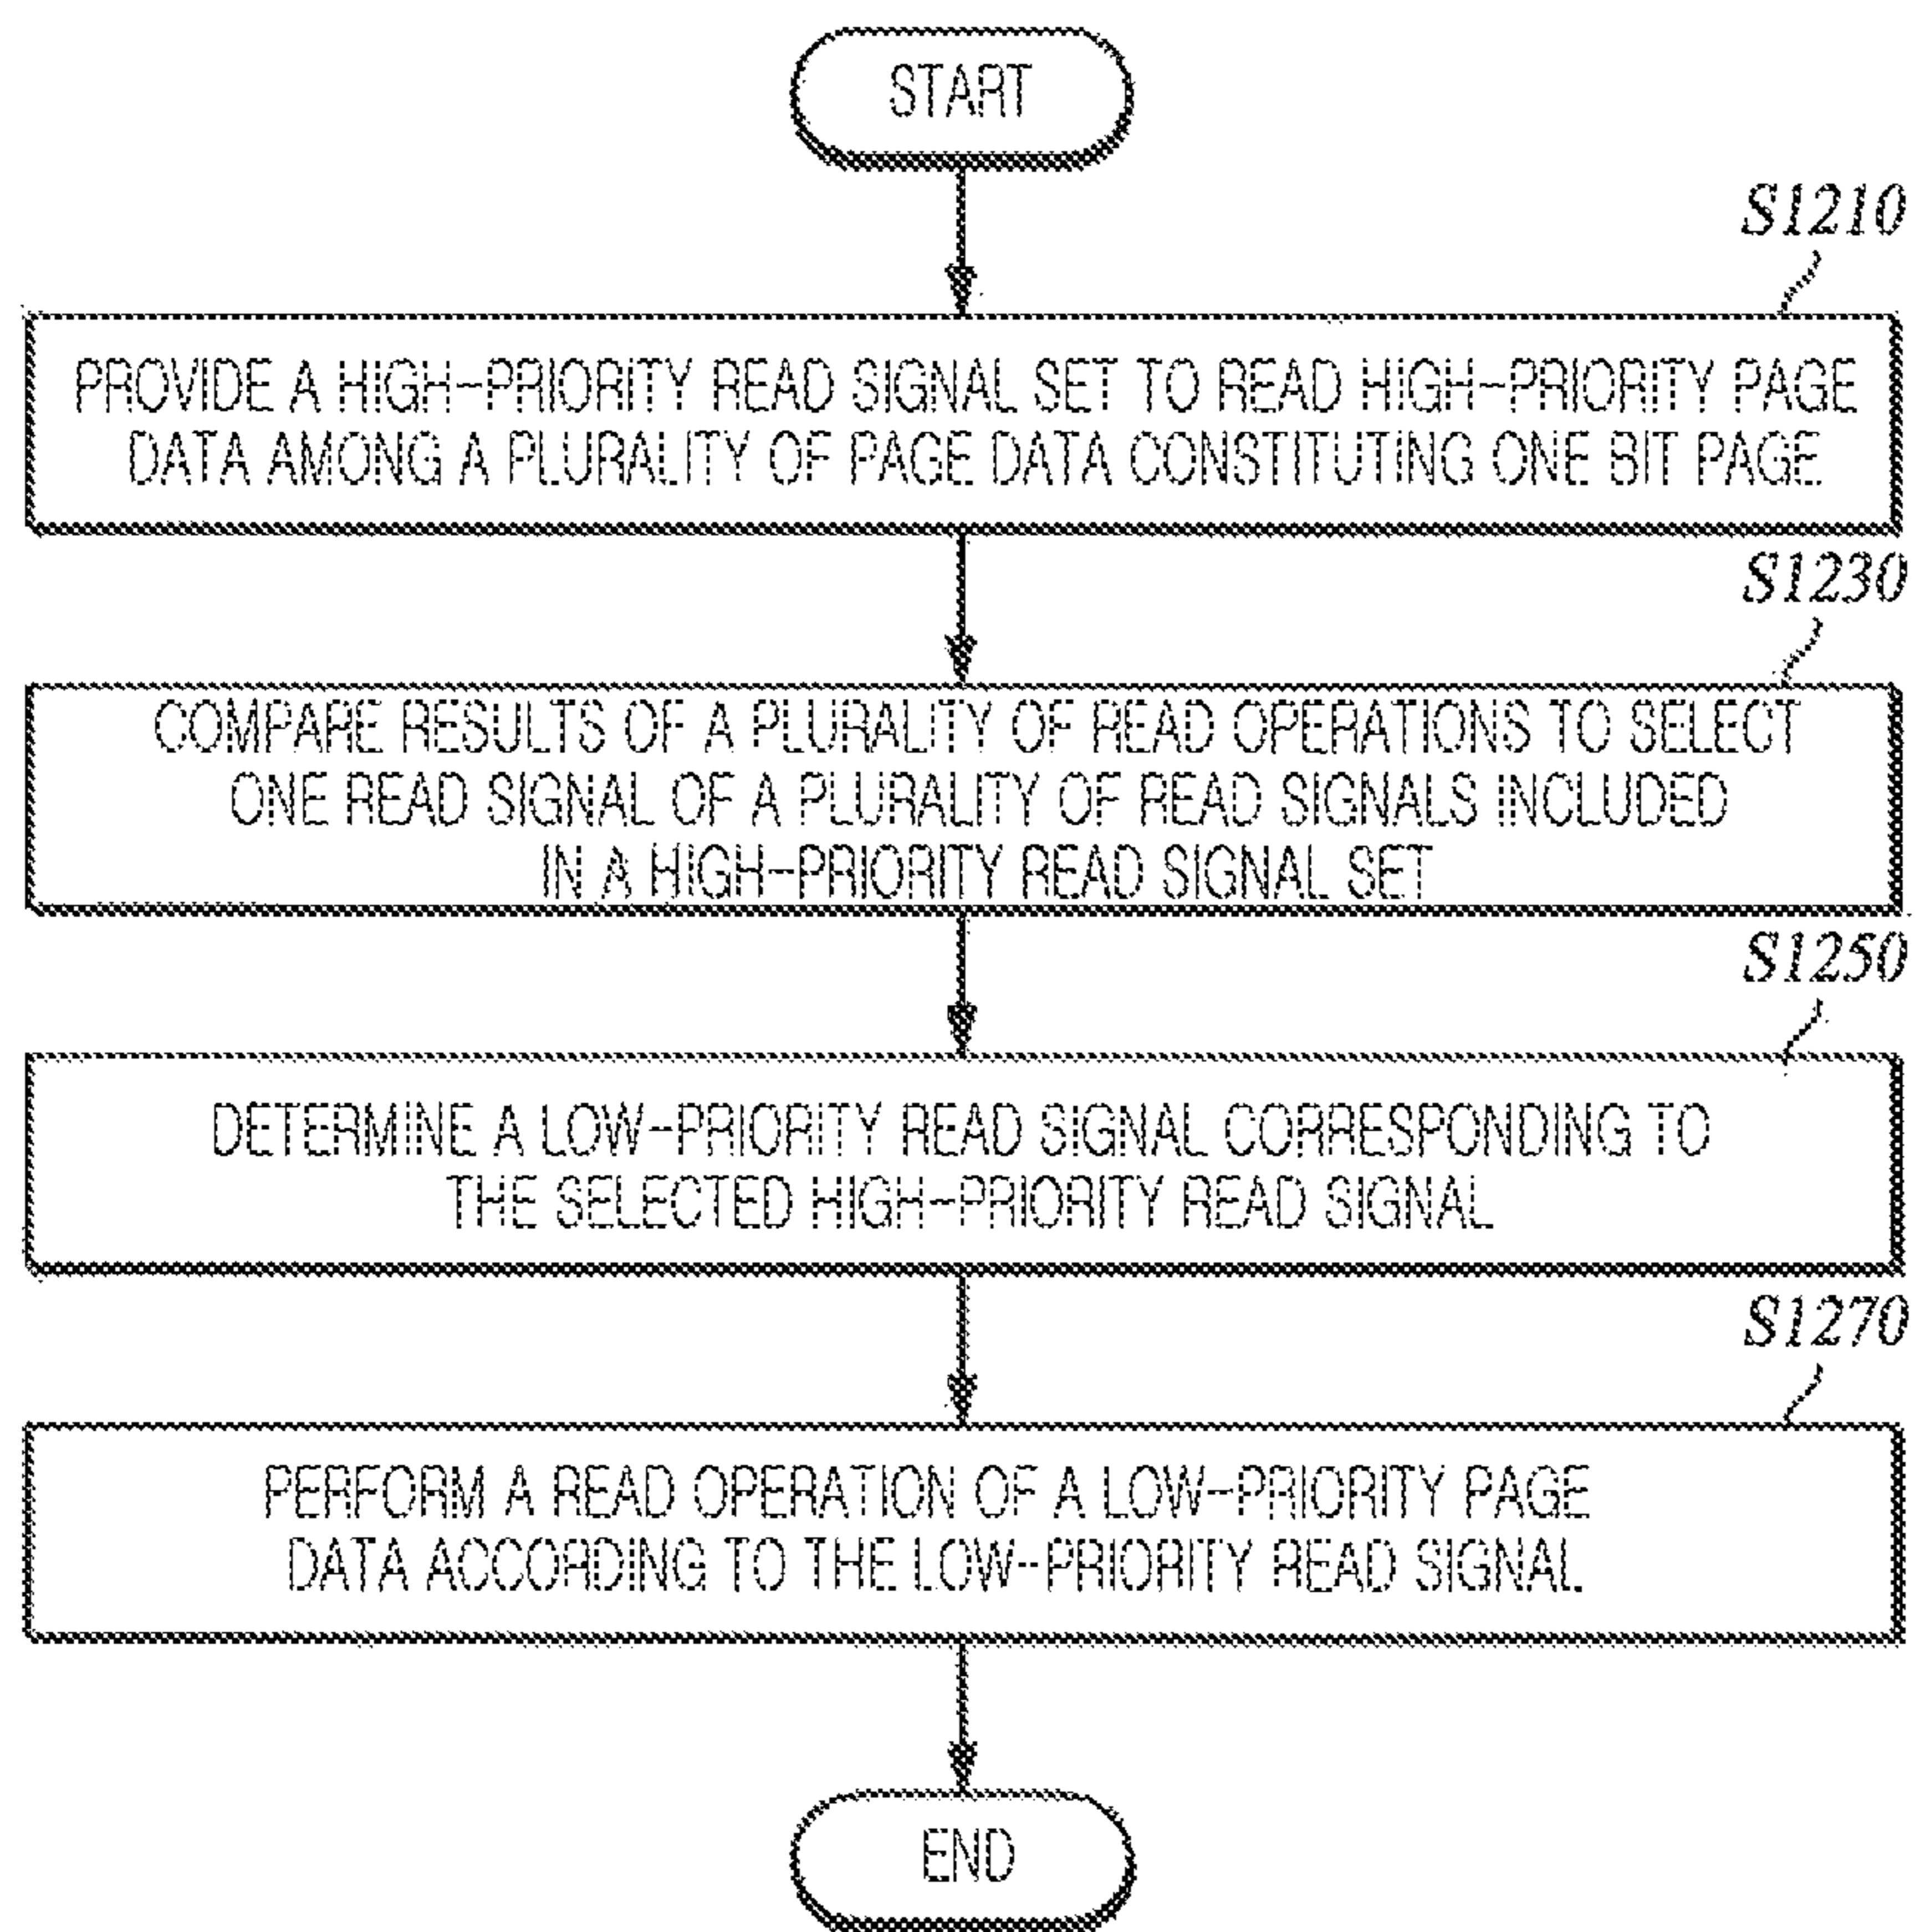 START
S1210
PROVIDE A HIGH-PRIORITY READ SIGNAL SET TO READ HIGH-PRIORITY PAGE
DATA AMONG A PLURALITY OF PAGE DATA CONSTITUTING ONE BIT PAGE
S1230
COMPARE RESULTS OF A PLURALITY OF READ OPERATIONS TO SELECT
ONE READ SIGNAL OF A PLURALITY OF READ SIGNALS INCLUDED
IN A HIGH-PRIORITY READ SIGNAL SET
S1250
DETERMINE A LOW-PRIORITY READ SIGNAL CORRESPONDING TO
THE SELECTED HIGH-PRIORITY READ SIGNAL
S1270
PERFORM A READ OPERATION OF A LOW-PRIORITY PAGE
DATA ACCORDING TO THE LOW-PRIORITY READ SIGNAL
END